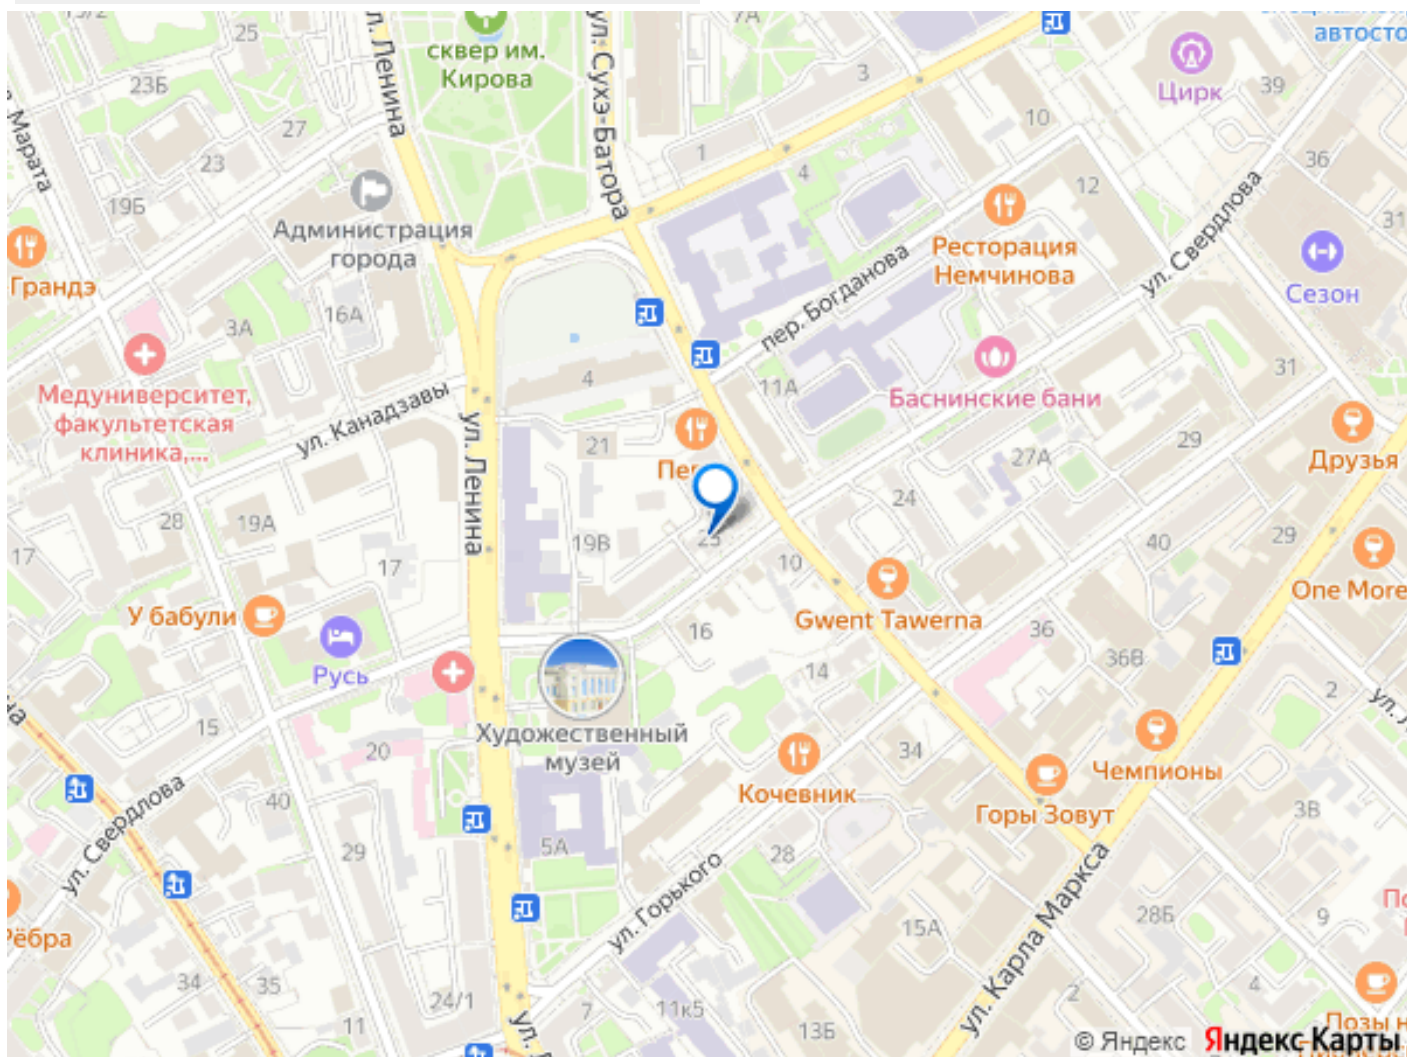 25
7А
сквер им.
Кирова
ул. Сухэ-Батора
л. Ленина
автосто
Цирк
39
3
23Б
27
10
Марата
23
1
4
36
12
19Б
31
Администрация
города
Ресторация
Немчинова
ул. Свердлова
Грандэ
16А
3А
пер. Богданова
Сезон
Медуниверситет,
факультетская
клиника,...
ул. Канадзавы
4
11А
Баснинские бани
31
ул. Ленина
21
29
Друзья
27А
24
28
19А
17
17
19В
10
40
29
У бабули
Gwent Tawerna
One More
16
36
Русь
14
36В
2
15
20
Художественный
музей
34
Чемпионы
Кочевник
Горы Зовут
3В
ул. Свердлова
40
29
5А
28
ул. Горького
ул. Карла Маркса
15А
28Б
9
Рёбра
34
35
24/1
11
7
11к5
13Б
2
4
ул.
Позы н
© Яндекс Яндекс Карты